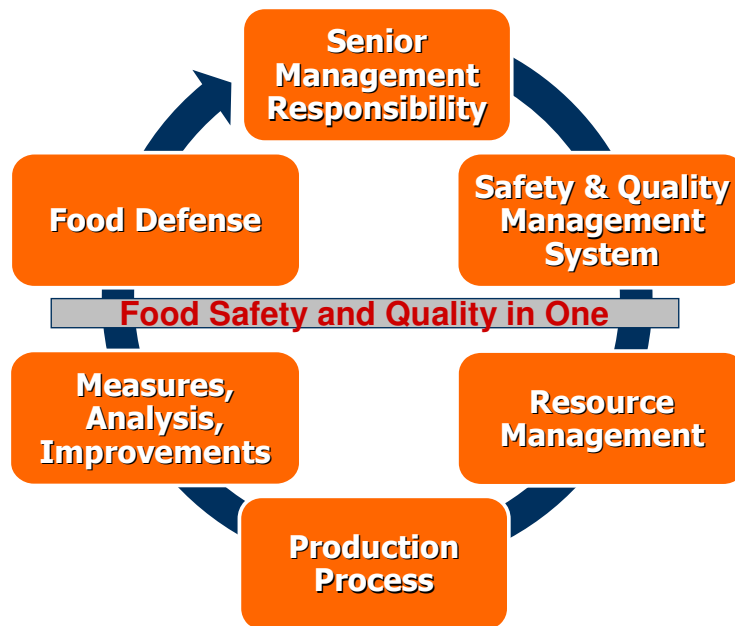 Senior
Management
Responsibility
Safety & Quality
Management
System
Resource
Management
Production
Process
Measures,
Analysis,
Improvements
Food Defense
Food Safety and Quality in One